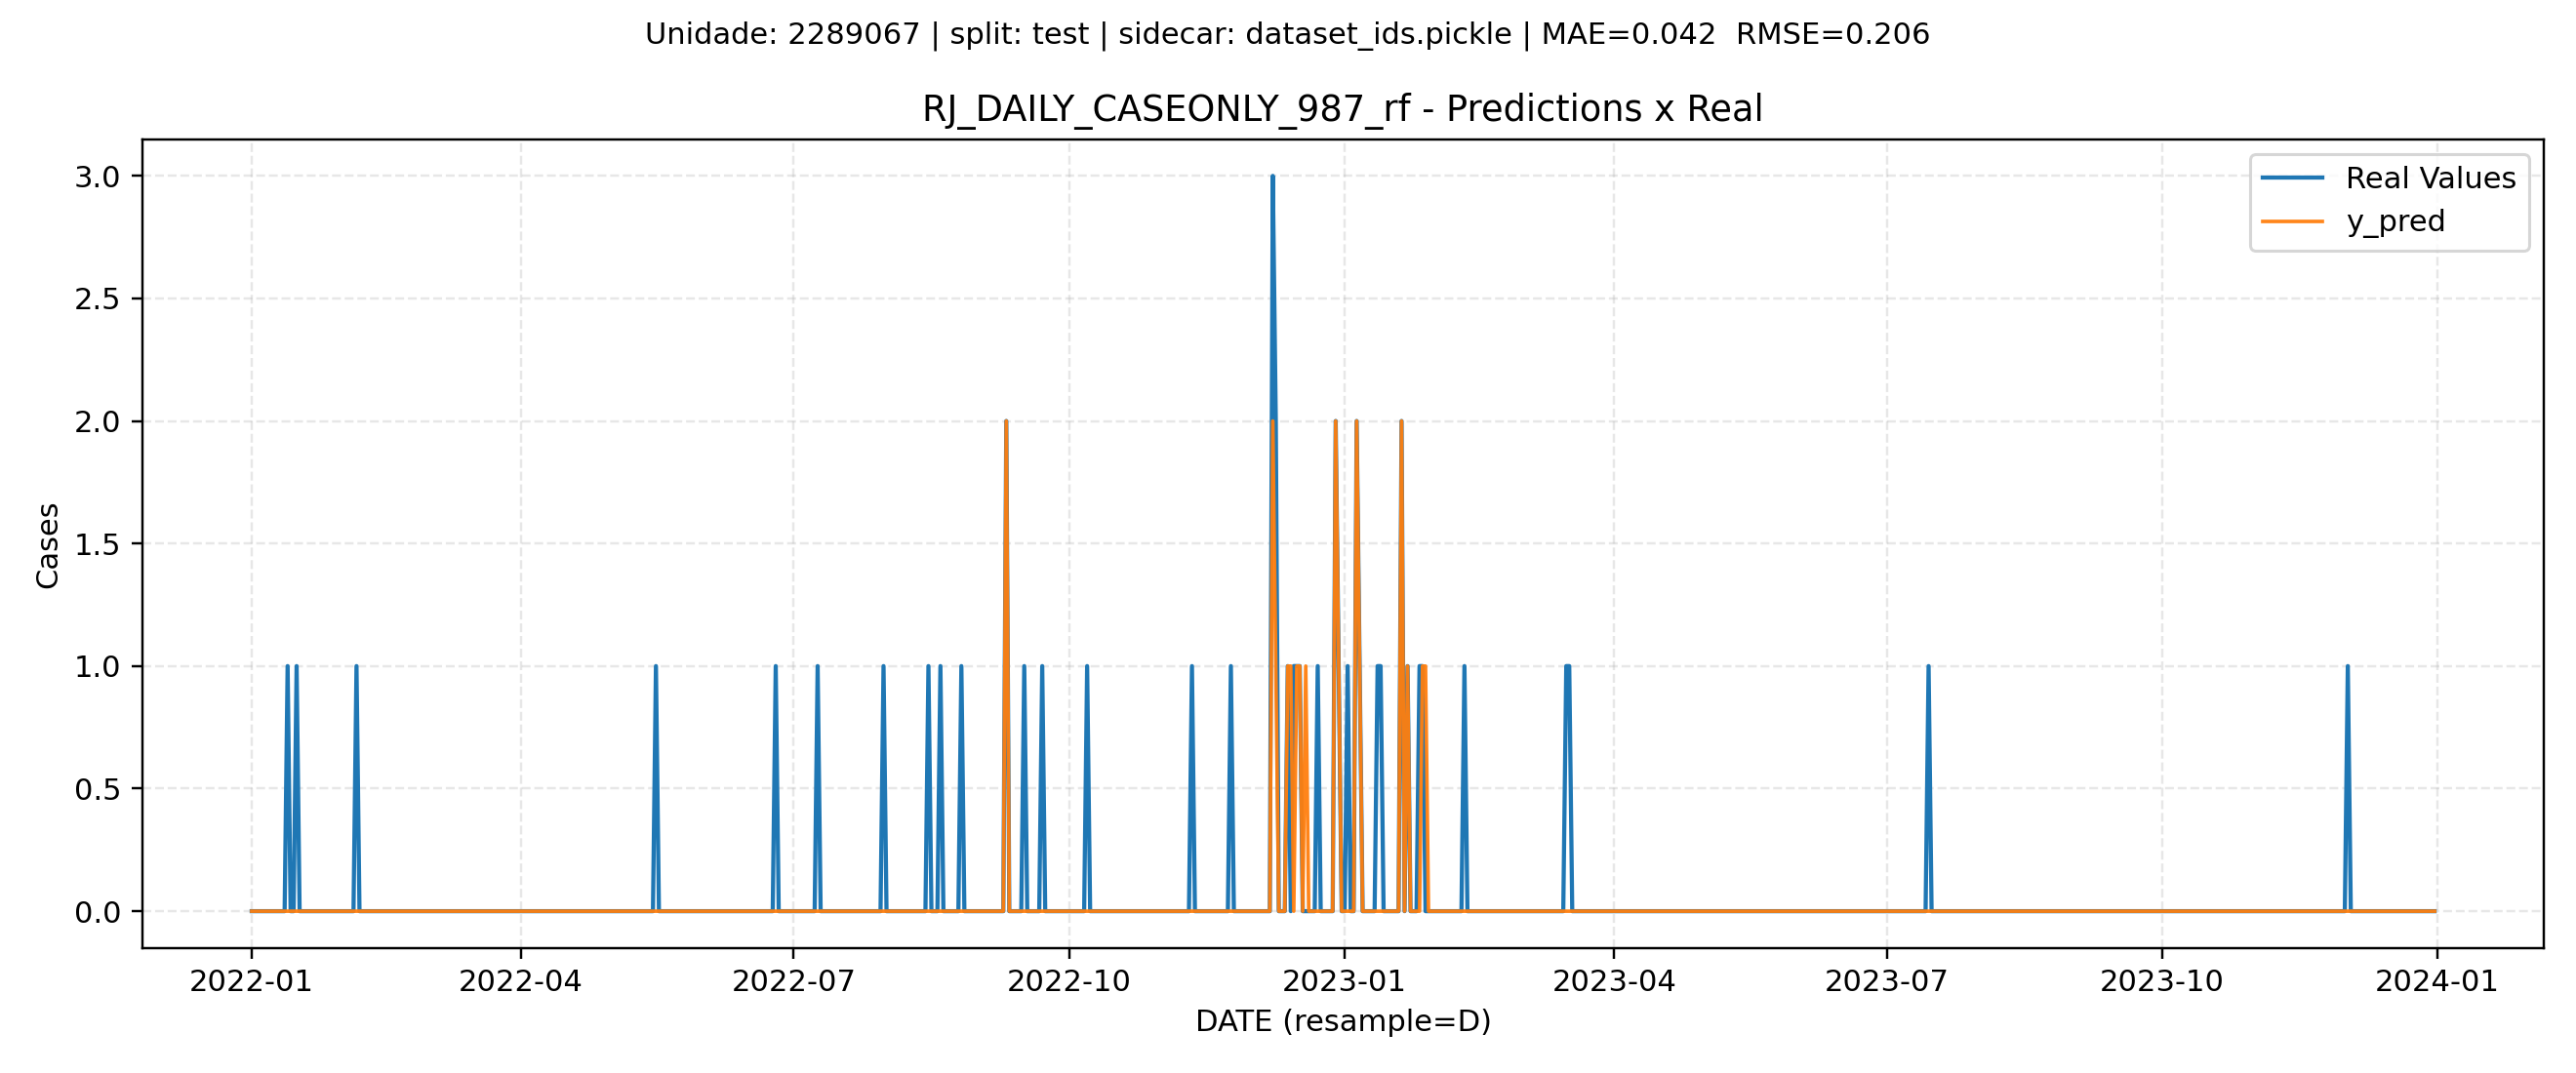 Unidade: 2289067 | split: test | sidecar: dataset_ids.pickle | MAE=0.042  RMSE=0.206
RJ_DAILY_CASEONLY_987_rf - Predictions x Real
Real Values
y_pred
Cases
3.0
2.5
2.0
1.5
1.0
0.5
0.0
2022-01 2022-04 2022-07 2022-10 2023-01 2023-04 2023-07 2023-10 2024-01
DATE (resample=D)